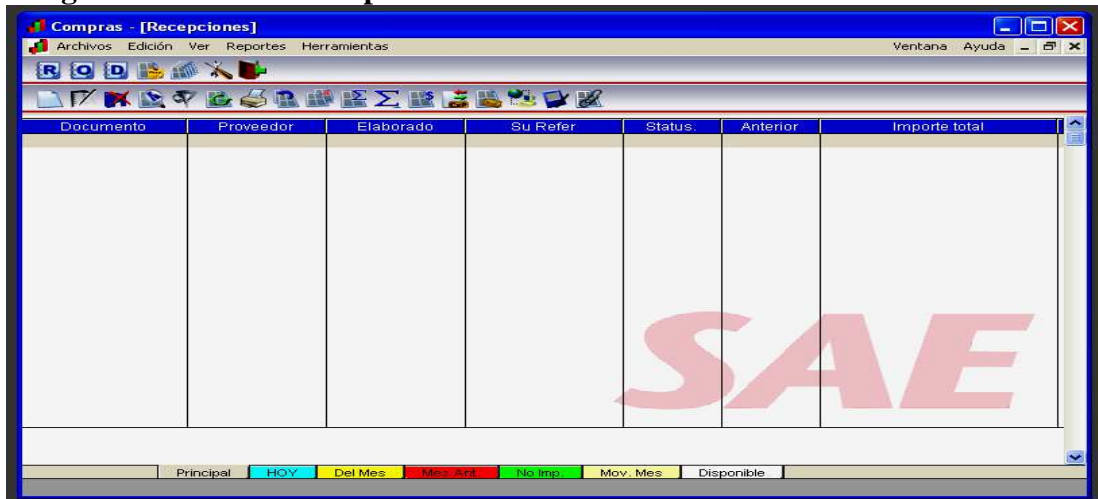 Compras - [Recepciones]
Archivos Edición Ver Reportes Herramientas Ventana Ayuda
R O D
Documento Proveedor Elaborado Su Refer Status. Anterior Importe total
SAE
Principal HOY Del Mes Mes Ant. No Imp. Mov. Mes Disponible